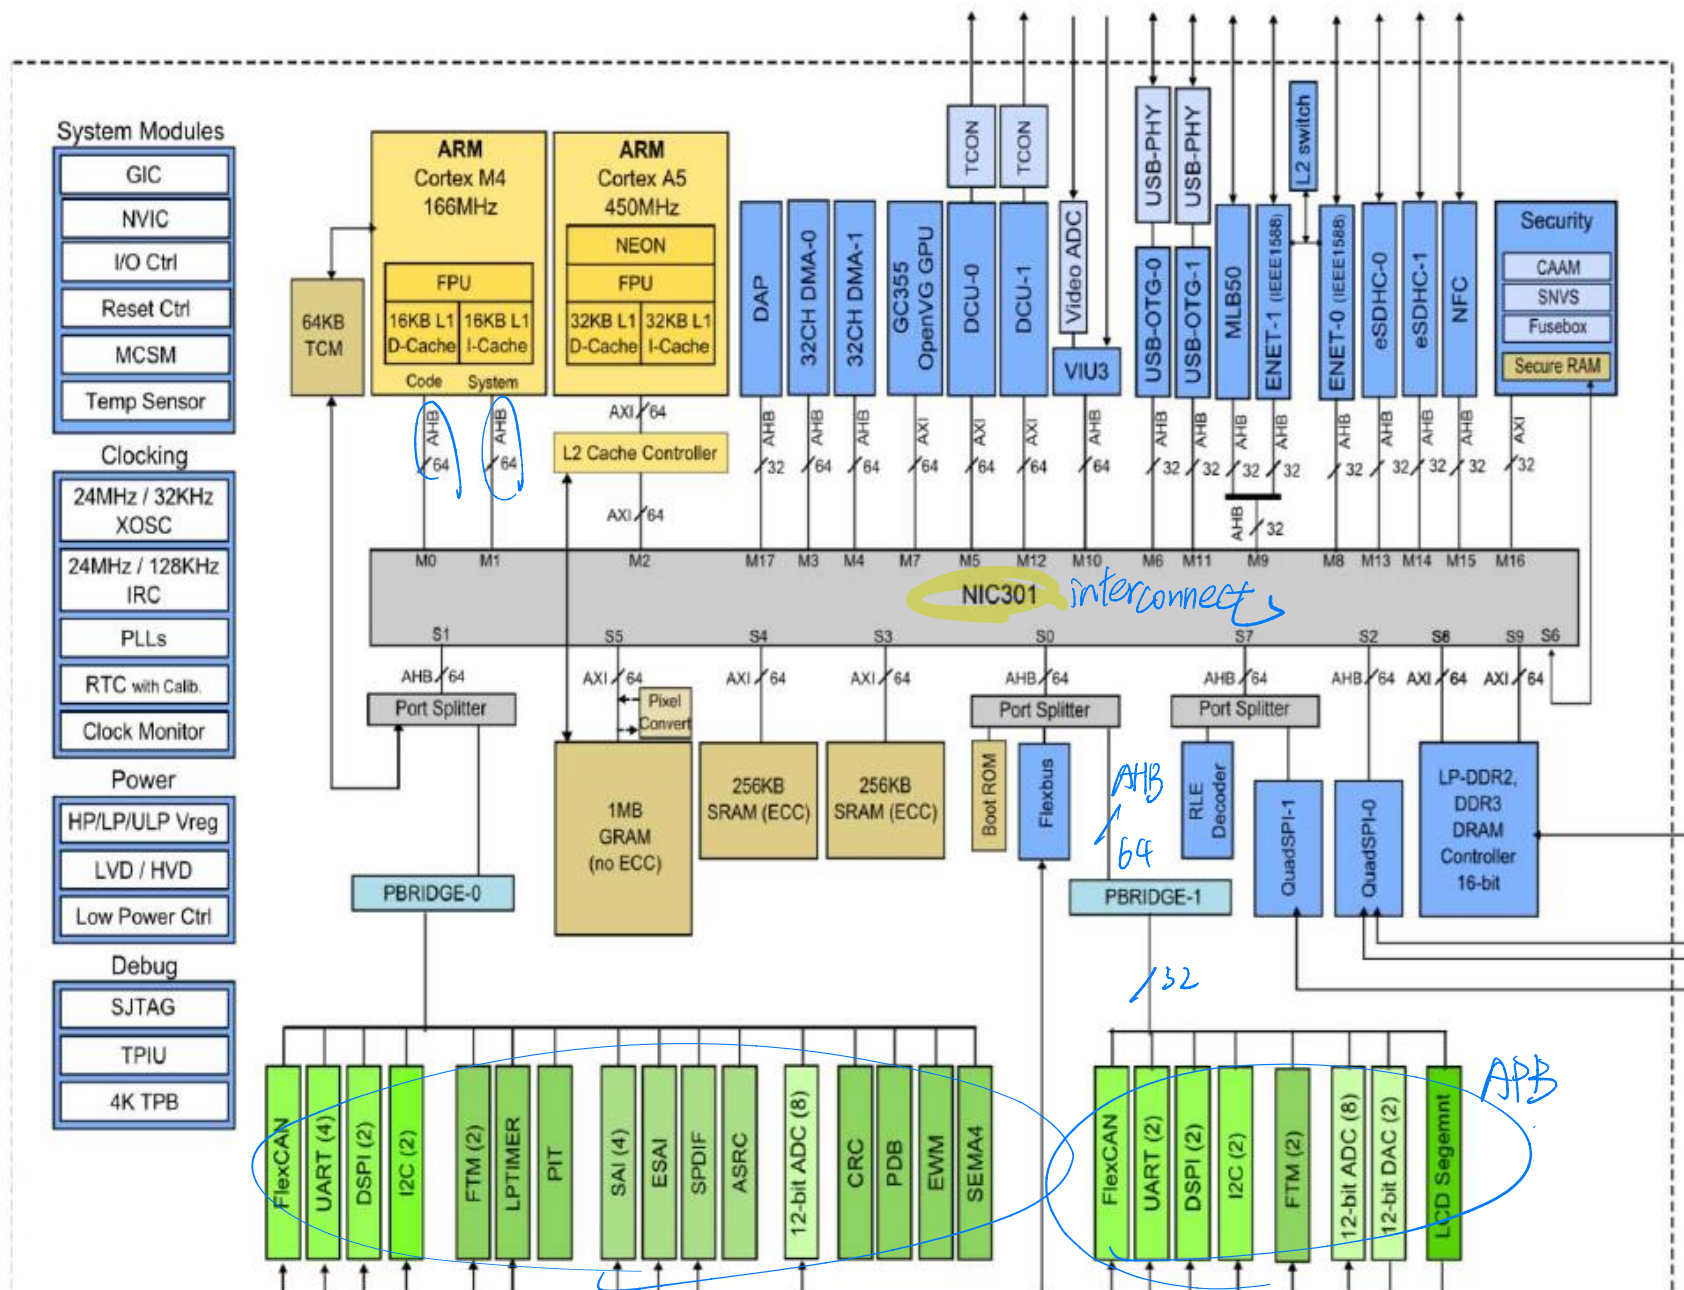 System Modules
GIC
NVIC
I/O Ctrl
Reset Ctrl
MCSM
Temp Sensor
Clocking
24MHz / 32KHz
XOSC
24MHz / 128KHz
IRC
PLLs
RTC with Calib.
Clock Monitor
Power
HP/LP/ULP Vreg
LVD / HVD
Low Power Ctrl
Debug
SJTAG
TPIU
4K TPB
64KB
TCM
ARM
Cortex M4
166MHz
FPU
16KB L1
D-Cache
16KB L1
I-Cache
Code
System
AHB
64
AHB
64
ARM
Cortex A5
450MHz
NEON
FPU
32KB L1
D-Cache
32KB L1
I-Cache
AXI 64
L2 Cache Controller
AXI 64
DAP
AHB
32
32CH DMA-0
AHB
64
32CH DMA-1
AHB
64
GC355
OpenVG GPU
AXI
64
TCON
DCU-0
AXI
64
TCON
DCU-1
AXI
64
Video ADC
VIU3
AHB
64
USB-PHY
USB-OTG-0
AHB
32
USB-PHY
USB-OTG-1
AHB
32
MLB50
AHB
32
ENET-1 (IEEE1588)
AHB
32
AHB
32
L2 switch
ENET-0 (IEEE1588)
AHB
32
eSDHC-0
AHB
32
eSDHC-1
AHB
32
NFC
AHB
32
Security
CAAM
SNVS
Fusebox
Secure RAM
AXI
32
M0 M1 M2 M17 M3 M4 M7 M5 M12 M10 M6 M11 M9 M8 M13 M14 M15 M16
NIC301 interconnect
S1 S5 S4 S3 S0 S7 S2 S8 S9 S6
AHB 64
Port Splitter
AXI 64
Pixel
Convert
AXI 64
AXI 64
AHB 64
Port Splitter
AHB 64
Port Splitter
AHB 64
AXI 64
AXI 64
1MB
GRAM
(no ECC)
256KB
SRAM (ECC)
256KB
SRAM (ECC)
Boot ROM
Flexbus
AHB
64
RLE
Decoder
QuadSPI-1
QuadSPI-0
LP-DDR2,
DDR3
DRAM
Controller
16-bit
PBRIDGE-0
PBRIDGE-1
32
APB
FlexCAN
UART (4)
DSPI (2)
I2C (2)
FTM (2)
LPTIMER
PIT
SAI (4)
ESAI
SPDIF
ASRC
12-bit ADC (8)
CRC
PDB
EWM
SEMA4
FlexCAN
UART (2)
DSPI (2)
I2C (2)
FTM (2)
12-bit ADC (8)
12-bit DAC (2)
LCD Segemnt